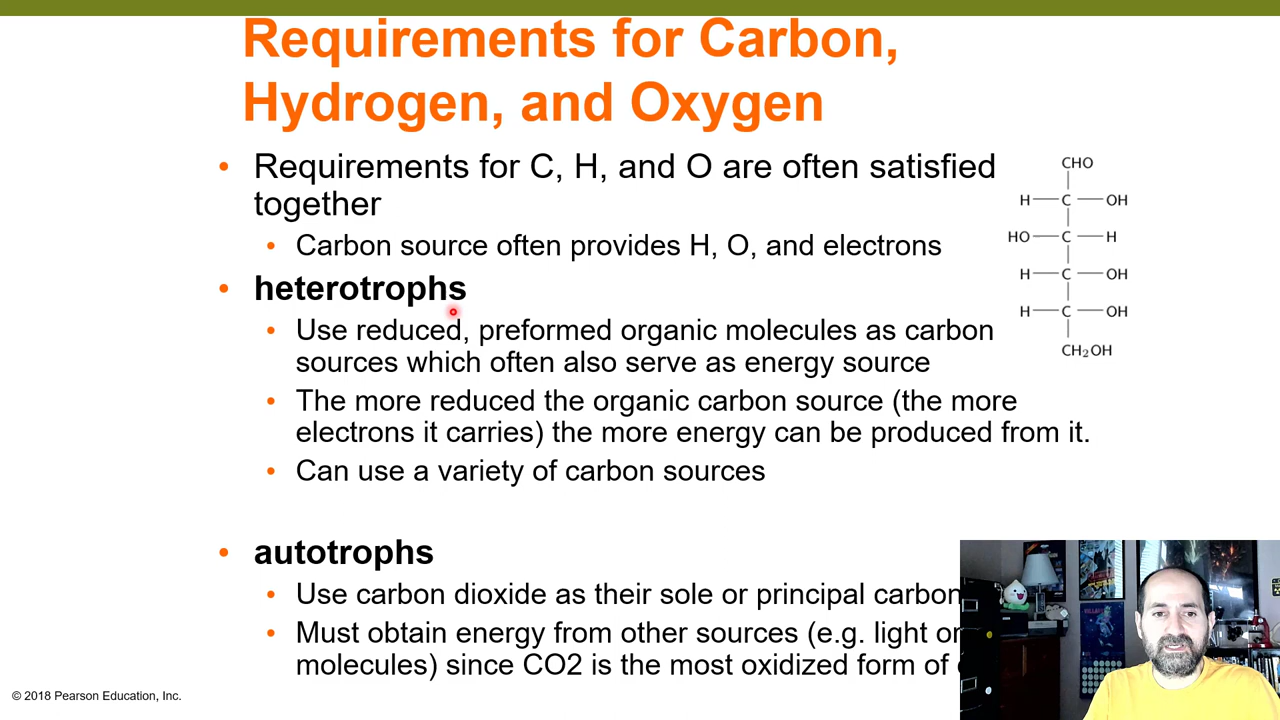 Requirements for Carbon,
Hydrogen, and Oxygen
• Requirements for C, H, and O are often satisfied
together
• Carbon source often provides H, O, and electrons
• heterotrophs
• Use reduced, preformed organic molecules as carbon
sources which often also serve as energy source
• The more reduced the organic carbon source (the more
electrons it carries) the more energy can be produced from it.
• Can use a variety of carbon sources
• autotrophs
• Use carbon dioxide as their sole or principal carbon
• Must obtain energy from other sources (e.g. light or
molecules) since CO2 is the most oxidized form of
CHO
H—C—OH
HO—C—H
H—C—OH
H—C—OH
CH₂OH
© 2018 Pearson Education, Inc.